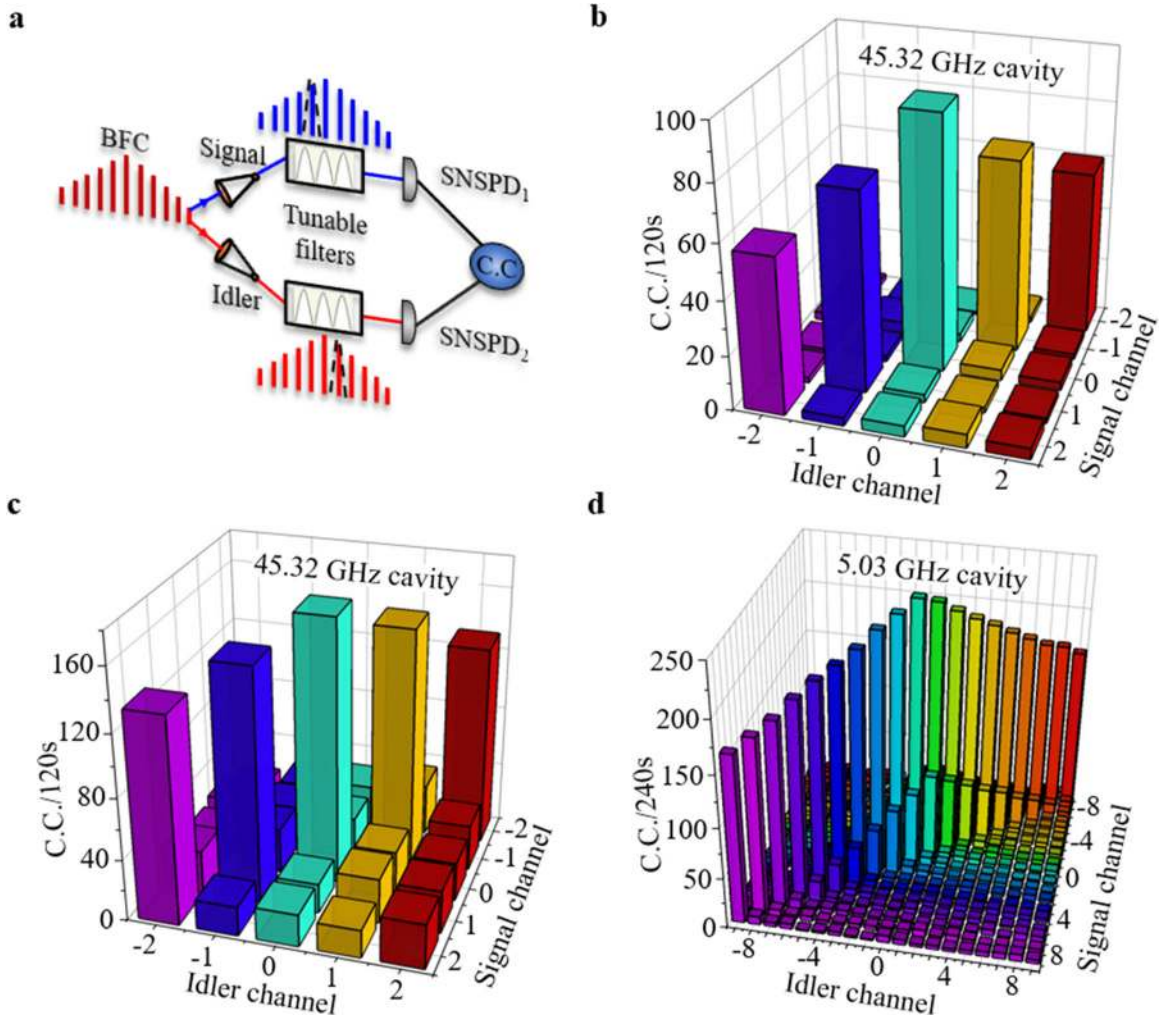 a
BFC
Signal
Idler
Tunable
filters
SNSPD1
SNSPD2
C.C
b
45.32 GHz cavity
C.C./120s
100
80
60
40
20
0
-2
-1
0
1
2
Idler channel
-2
-1
0
1
2
Signal channel
c
45.32 GHz cavity
C.C./120s
160
120
80
40
0
-2
-1
0
1
2
Idler channel
-2
-1
0
1
2
Signal channel
d
5.03 GHz cavity
C.C./240s
250
200
150
100
50
0
-8
-4
0
4
8
Idler channel
-8
-4
0
4
8
Signal channel